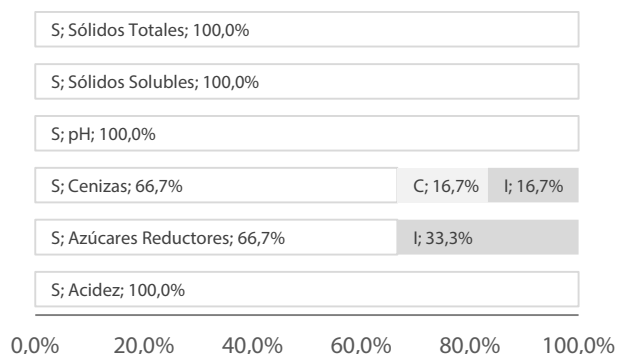 S; Sólidos Totales; 100,0%
S; Sólidos Solubles; 100,0%
S; pH; 100,0%
S; Cenizas; 66,7% C; 16,7% I; 16,7%
S; Azúcares Reductores; 66,7% I; 33,3%
S; Acidez; 100,0%
0,0% 20,0% 40,0% 60,0% 80,0% 100,0%